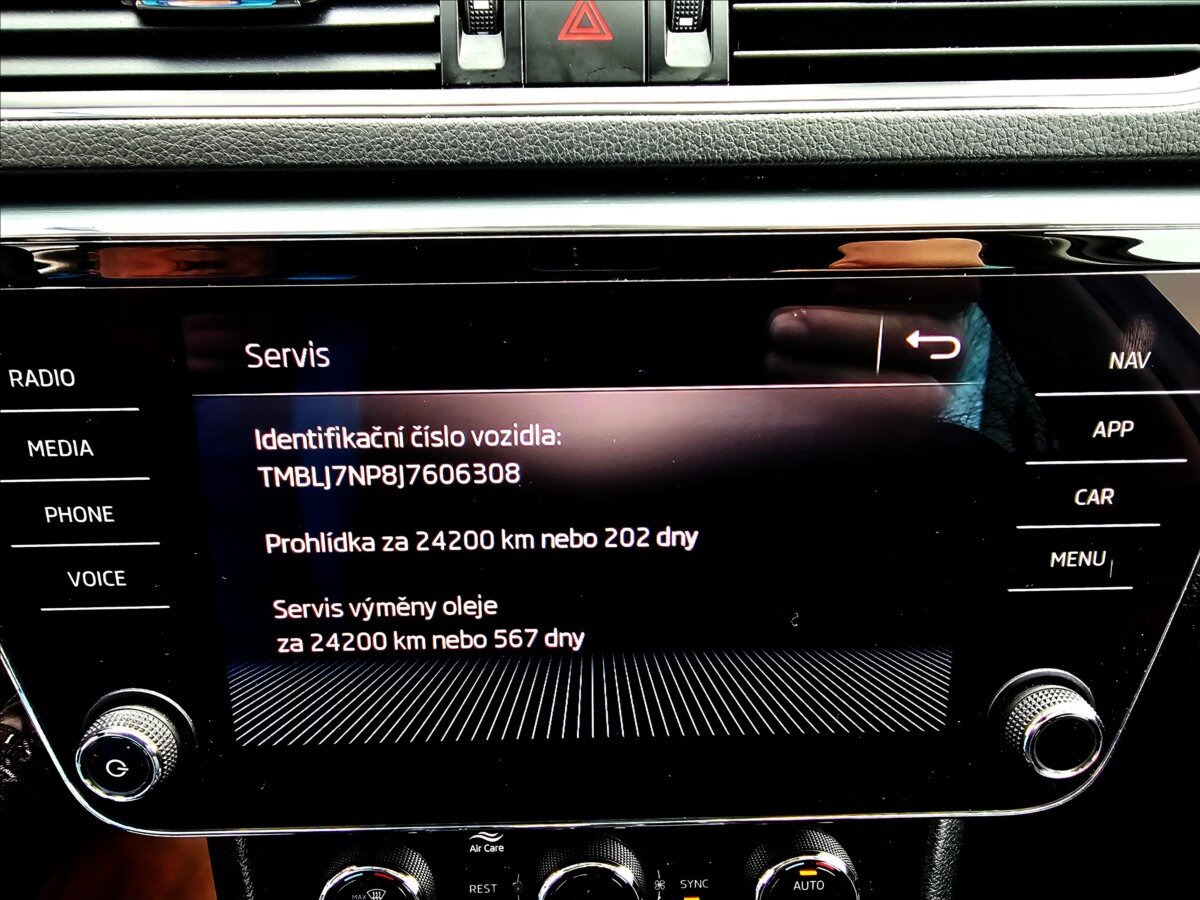 Servis
RADIO
MEDIA
PHONE
VOICE
Identifikační číslo vozidla:
TMBLJ7NP8J7606308
Prohlídka za 24200 km nebo 202 dny
Servis výměny oleje
za 24200 km nebo 567 dny
NAV
APP
CAR
MENU
Air Care
MAX
REST
SYNC
AUTO